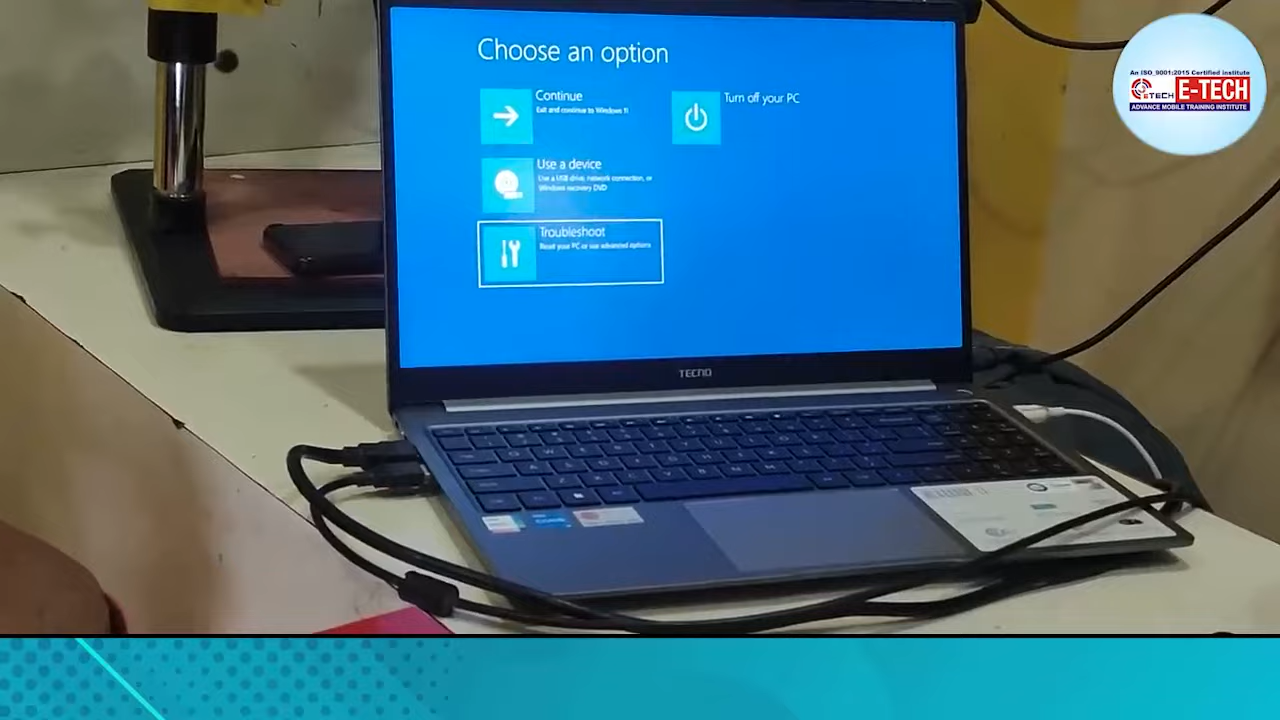 Choose an option
Continue
Exit and continue to Windows 11
Turn off your PC
Use a device
Use a USB drive, network connection, or
Windows recovery DVD
Troubleshoot
Reset your PC or use advanced options
TECNO
An ISO_9001:2015 Certified Institute
ETECH E-TECH
ADVANCE MOBILE TRAINING INSTITUTE